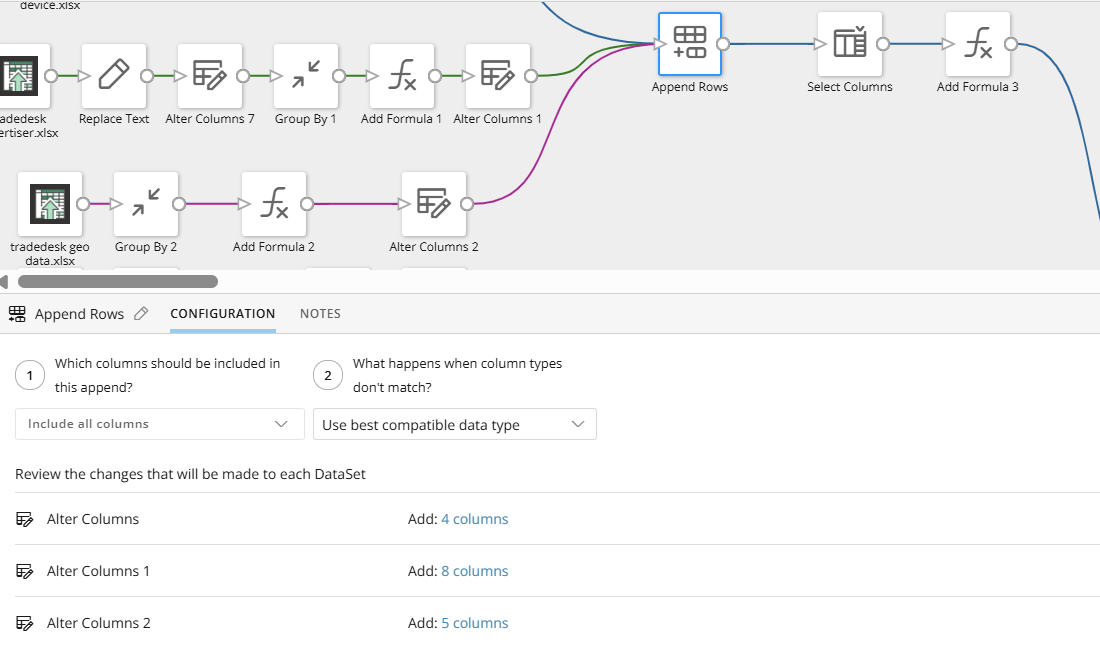 device.xlsx
adedesk
ertiser.xlsx
Replace Text
Alter Columns 7
Group By 1
Add Formula 1
Alter Columns 1
Append Rows
Select Columns
Add Formula 3
tradedesk geo
data.xlsx
Group By 2
Add Formula 2
Alter Columns 2
Append Rows
CONFIGURATION
NOTES
1
Which columns should be included in
this append?
2
What happens when column types
don't match?
Include all columns
Use best compatible data type
Review the changes that will be made to each DataSet
Alter Columns
Add: 4 columns
Alter Columns 1
Add: 8 columns
Alter Columns 2
Add: 5 columns